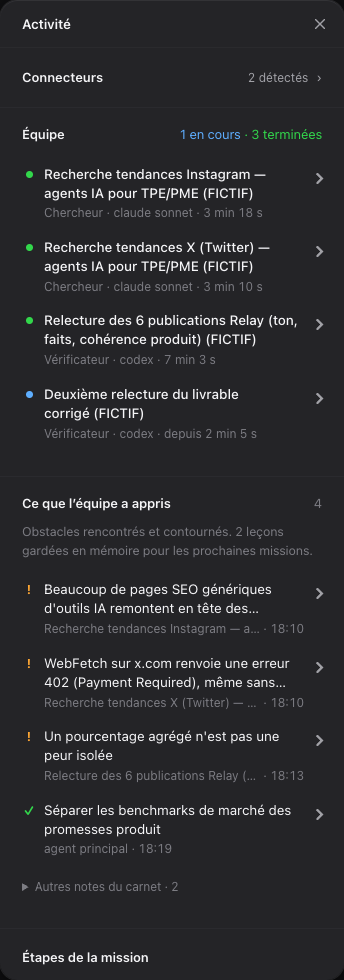 Activité
Connecteurs 2 détectés ›
Équipe 1 en cours · 3 terminées
Recherche tendances Instagram —
agents IA pour TPE/PME (FICTIF)
Chercheur · claude sonnet · 3 min 18 s
Recherche tendances X (Twitter) —
agents IA pour TPE/PME (FICTIF)
Chercheur · claude sonnet · 3 min 10 s
Relecture des 6 publications Relay (ton,
faits, cohérence produit) (FICTIF)
Vérificateur · codex · 7 min 3 s
Deuxième relecture du livrable
corrigé (FICTIF)
Vérificateur · codex · depuis 2 min 5 s
Ce que l’équipe a appris 4
Obstacles rencontrés et contournés. 2 leçons
gardées en mémoire pour les prochaines missions.
! Beaucoup de pages SEO génériques
d'outils IA remontent en tête des…
Recherche tendances Instagram — a… · 18:10
! WebFetch sur x.com renvoie une erreur
402 (Payment Required), même sans…
Recherche tendances X (Twitter) — … · 18:10
! Un pourcentage agrégé n'est pas une
peur isolée
Relecture des 6 publications Relay (… · 18:13
✓ Séparer les benchmarks de marché des
promesses produit
agent principal · 18:19
▶ Autres notes du carnet · 2
Étapes de la mission